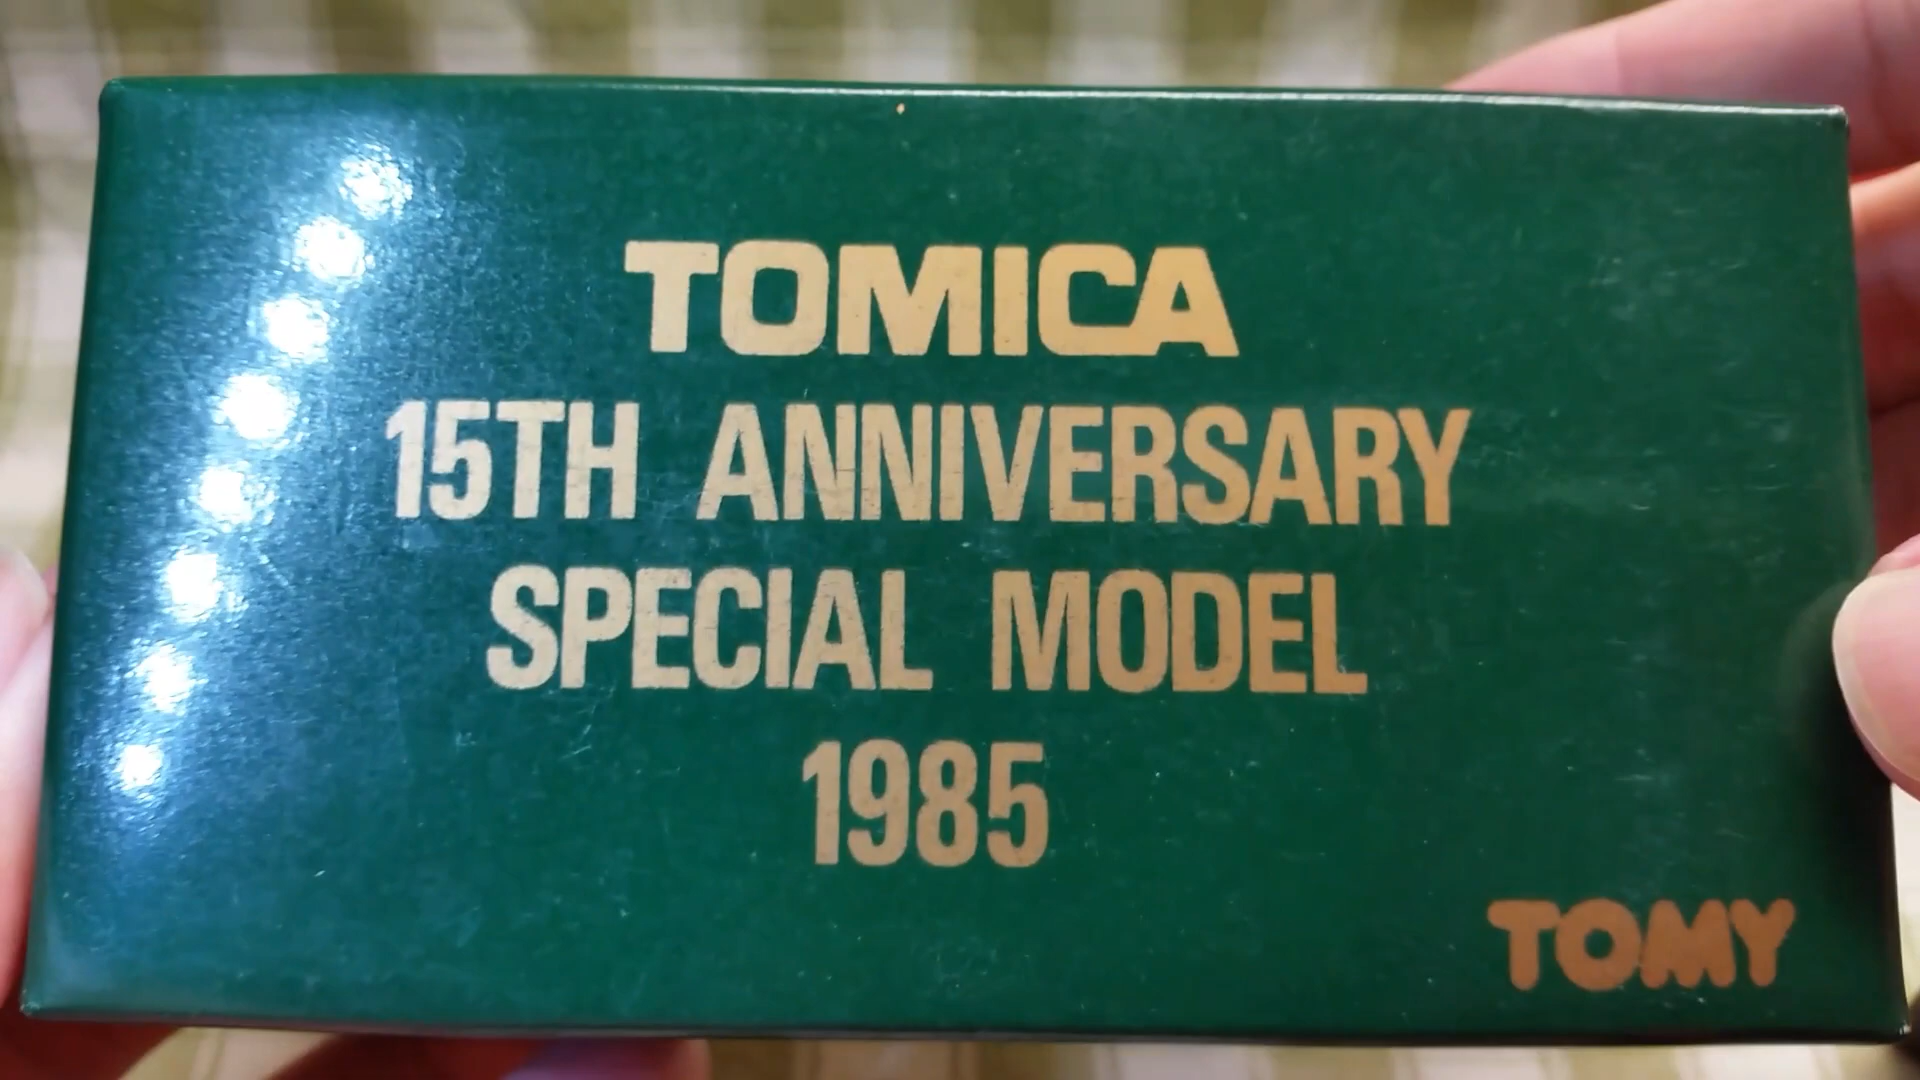 TOMICA
15TH ANNIVERSARY
SPECIAL MODEL
1985
TOMY